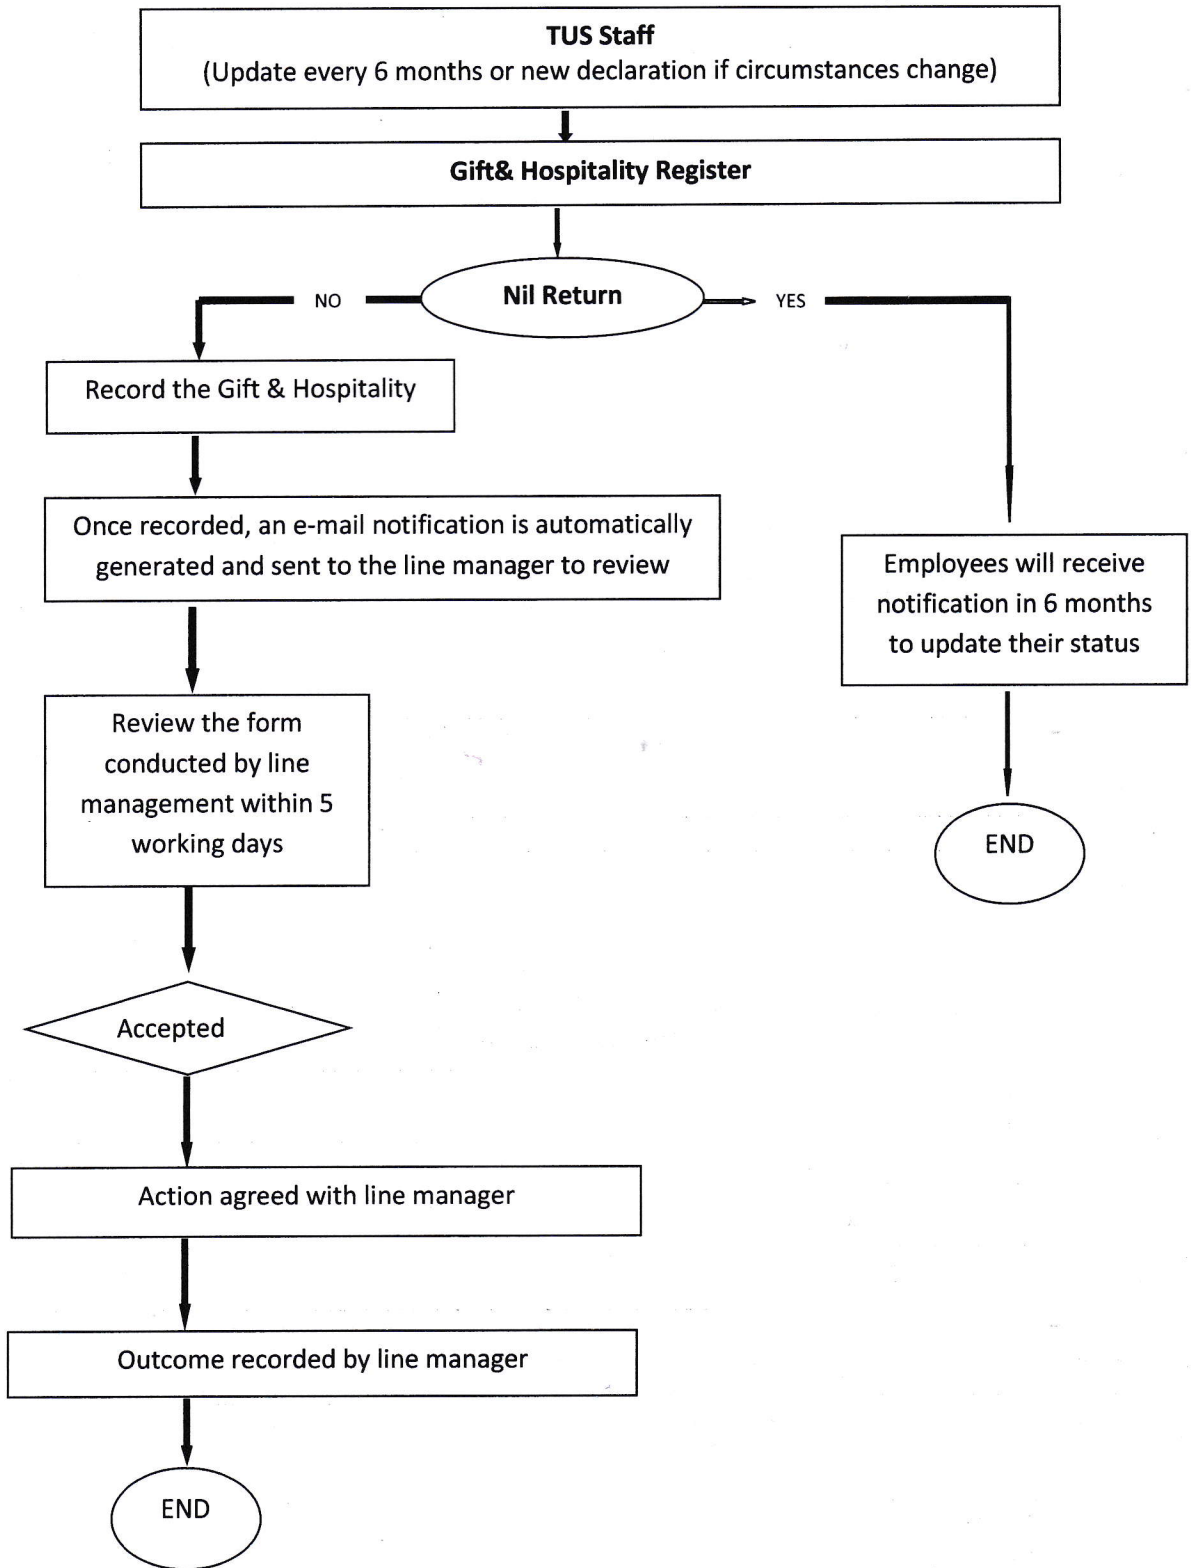 TUS Staff
(Update every 6 months or new declaration if circumstances change)
Gift& Hospitality Register
Nil Return
NO
YES
Record the Gift & Hospitality
Once recorded, an e-mail notification is automatically
generated and sent to the line manager to review
Employees will receive
notification in 6 months
to update their status
Review the form
conducted by line
management within 5
working days
END
Accepted
Action agreed with line manager
Outcome recorded by line manager
END